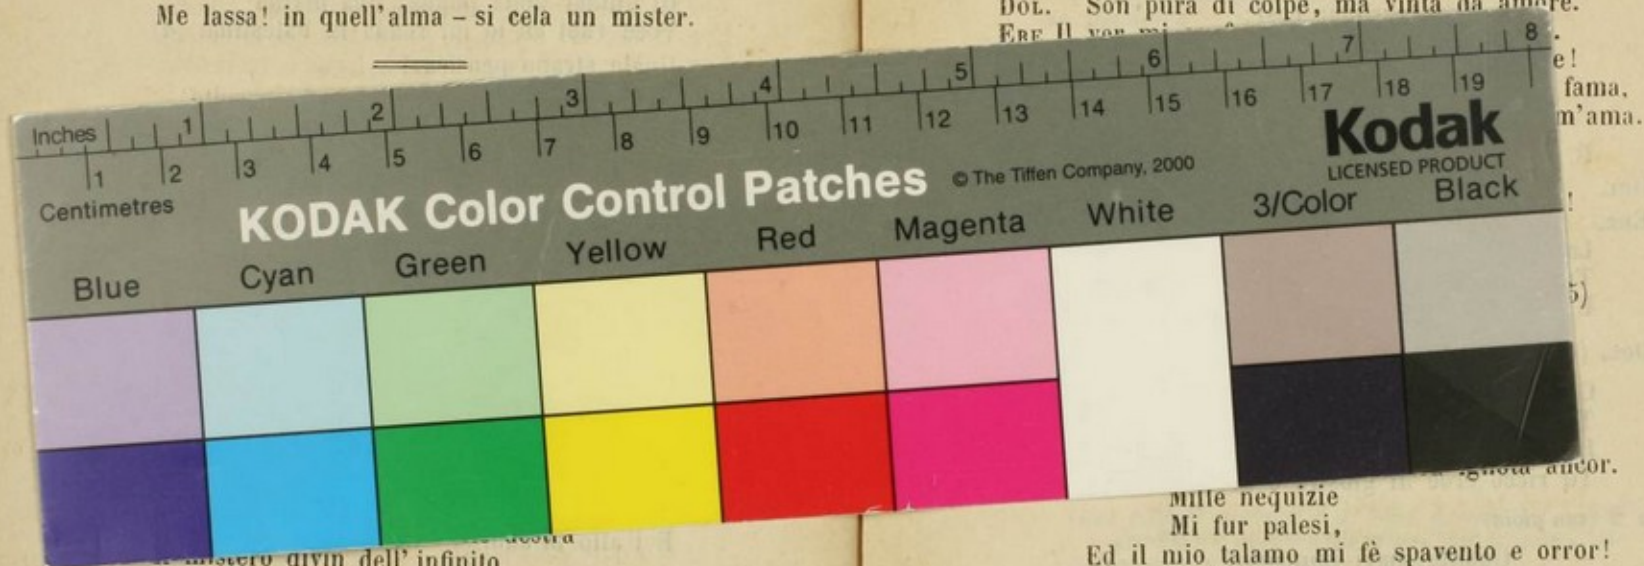 Me lassa! in quell'alma – si cela un mister.
DOL. Son pura di colpe, ma vinta da amore.
ERE Il
e!
fama,
m'ama.
Inches 1 2 3 4 5 6 7 8
1 2 3 4 5 6 7 8 9 10 11 12 13 14 15 16 17 18 19
Centimetres
KODAK Color Control Patches
© The Tiffen Company, 2000
Kodak
LICENSED PRODUCT
Blue Cyan Green Yellow Red Magenta White 3/Color Black
!
5)
ancor.
Mille nequizie
Mi fur palesi,
divin dell' infinito
Ed il mio talamo mi fè spavento e orror!